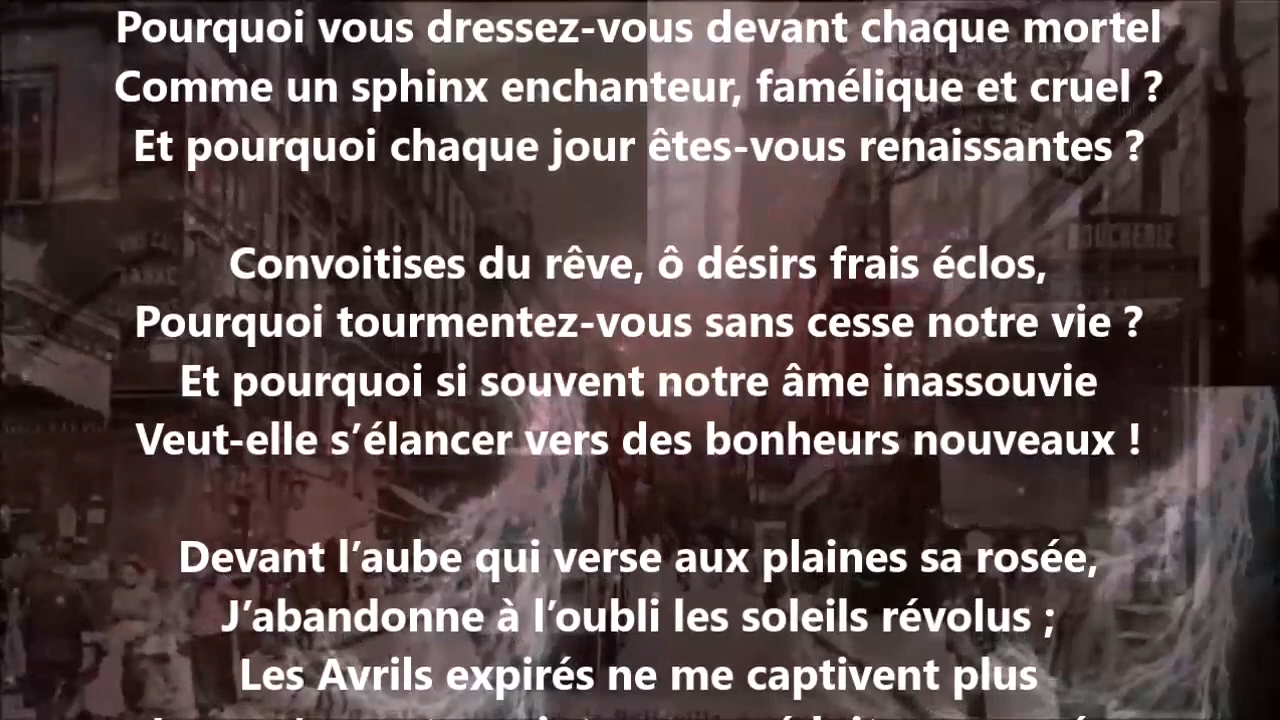 Pourquoi vous dressez-vous devant chaque mortel
Comme un sphinx enchanteur, famélique et cruel ?
Et pourquoi chaque jour êtes-vous renaissantes ?
Convoitises du rêve, ô désirs frais éclos,
Pourquoi tourmentez-vous sans cesse notre vie ?
Et pourquoi si souvent notre âme inassouvie
Veut-elle s’élancer vers des bonheurs nouveaux !
Devant l’aube qui verse aux plaines sa rosée,
J’abandonne à l’oubli les soleils révolus ;
Les Avrils expirés ne me captivent plus
BOUCHERIE